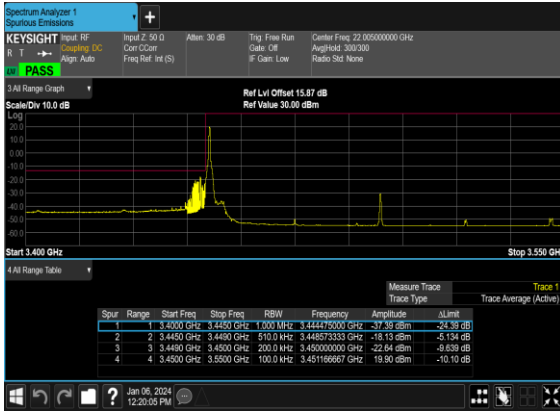 Spectrum Analyzer 1
Spurious Emissions
KEYSIGHT Input: RF Input Z: 50 Ω Atten: 30 dB Trig: Free Run Center Freq: 22.005000000 GHz
R T Coupling: DC Corr CCorr Gate: Off Avg|Hold: 300/300
Align: Auto Freq Ref: Int (S) IF Gain: Low Radio Std: None
PASS
3 All Range Graph
Ref Lvl Offset 15.87 dB
Scale/Div 10.0 dB Ref Value 30.00 dBm
Log
20.0
10.0
0.00
-10.0
-20.0
-30.0
-40.0
-50.0
-60.0
Start 3.400 GHz Stop 3.550 GH
4 All Range Table
Measure Trace Trace 1
Trace Type Trace Average (Active)
Spur Range Start Freq Stop Freq RBW Frequency Amplitude ΔLimit
1 1 3.4000 GHz 3.4450 GHz 1.000 MHz 3.444475000 GHz -37.39 dBm -24.39 dB
2 2 3.4450 GHz 3.4490 GHz 510.0 kHz 3.448573333 GHz -18.13 dBm -5.134 dB
3 3 3.4490 GHz 3.4500 GHz 200.0 kHz 3.450000000 GHz -22.64 dBm -9.639 dB
4 4 3.4500 GHz 3.5500 GHz 100.0 kHz 3.451166667 GHz 19.90 dBm -10.10 dB
Jan 06, 2024
12:20:05 PM